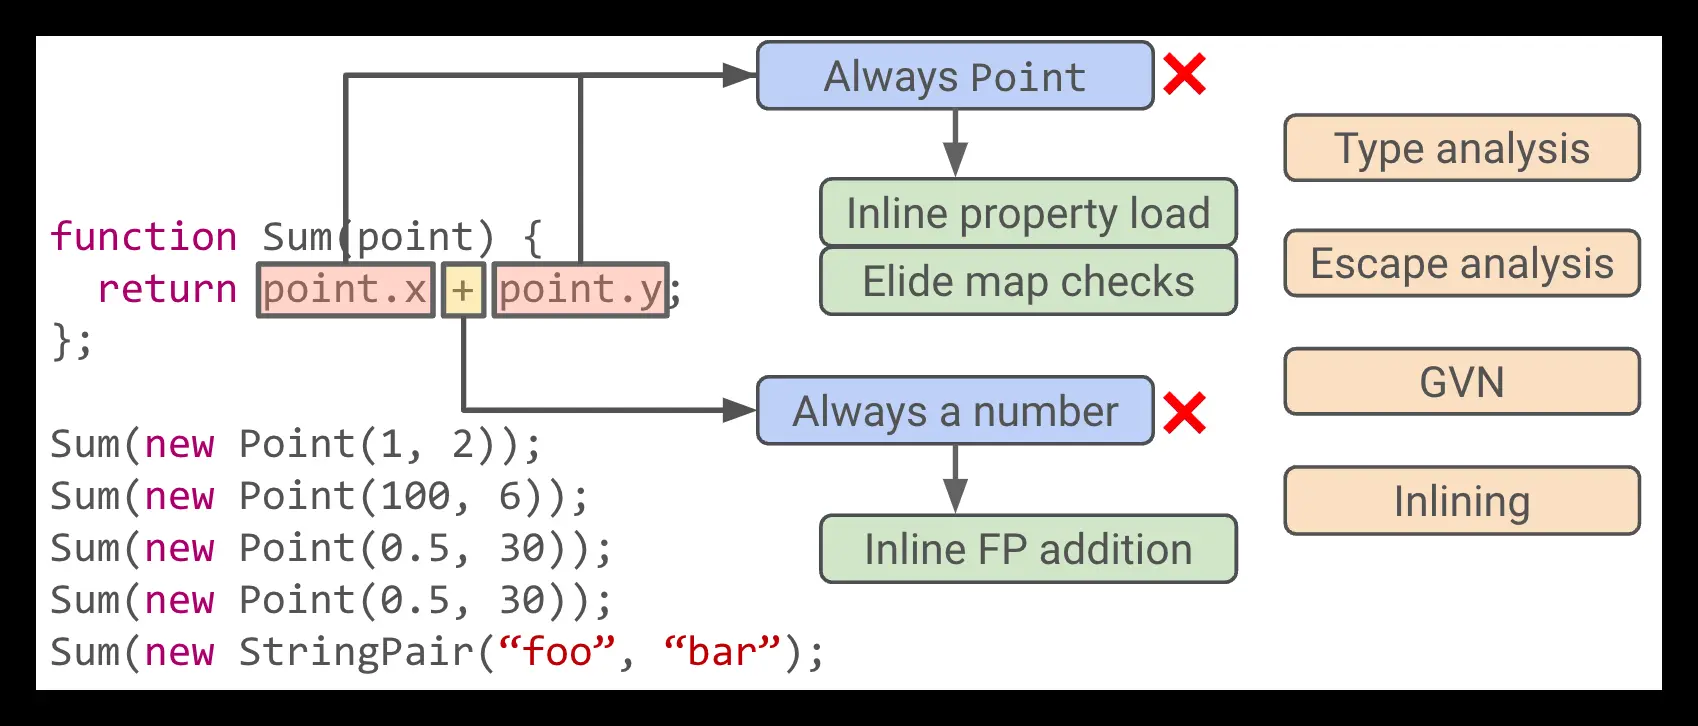 function Sum(point) {
  return point.x + point.y;
};
Sum(new Point(1, 2));
Sum(new Point(100, 6));
Sum(new Point(0.5, 30));
Sum(new Point(0.5, 30));
Sum(new StringPair(“foo”, “bar”);
Always Point
Inline property load
Elide map checks
Always a number
Inline FP addition
Type analysis
Escape analysis
GVN
Inlining